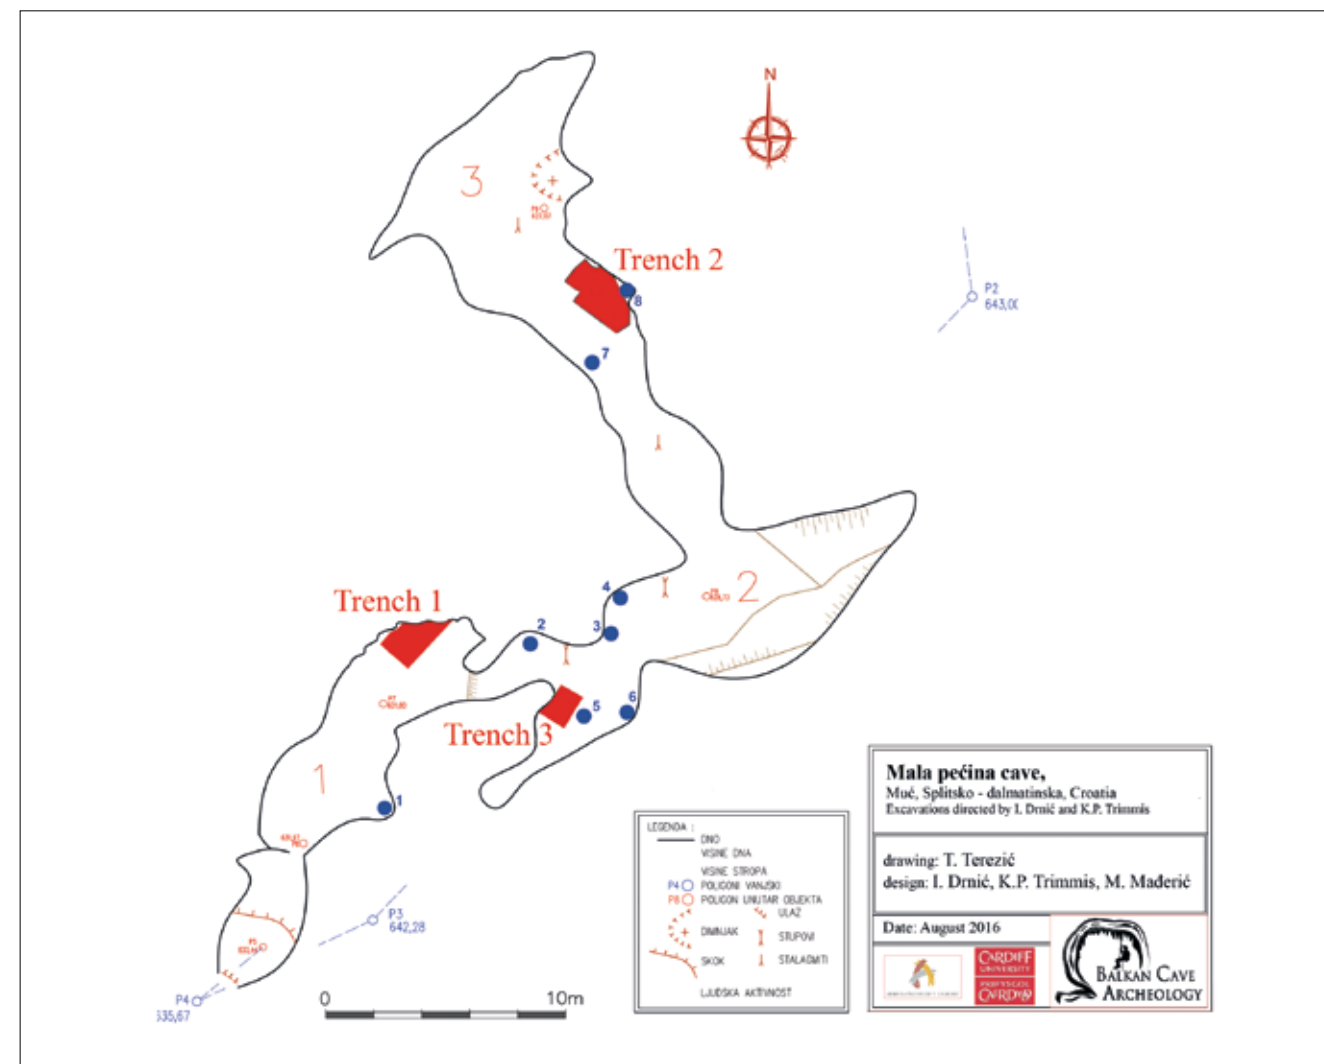 N
3
Trench 2
8
P2
643,00
7
2
4
Trench 1
2
3
5
6
Trench 3
1
1
P3
642,28
P4
535,67
0
10m
LEGENDA :
DNO
VISINE DNA
VISINE STROPA
P4 POLIGONI VANJSKI
P8 POLIGON UNUTAR OBJEKTA
ULAZ
DIMNJAK
STUPOVI
SKOK
STALAGMITI
LJUDSKA AKTIVNOST
Mala pećina cave,
Muć, Splitsko - dalmatinska, Croatia
Excavations directed by I. Drnić and K.P. Trimmis
drawing: T. Terezić
design: I. Drnić, K.P. Trimmis, M. Mađerić
Date: August 2016
CARDIFF
UNIVERSITY
PRIFYSGOL
CAERDYDD
BALKAN CAVE
ARCHEOLOGY